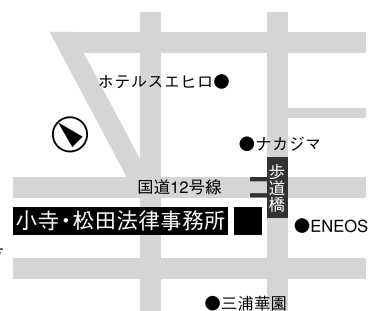 ホテルスエヒロ
ナカジマ
歩道橋
国道12号線
小寺・松田法律事務所
ENEOS
三浦華園